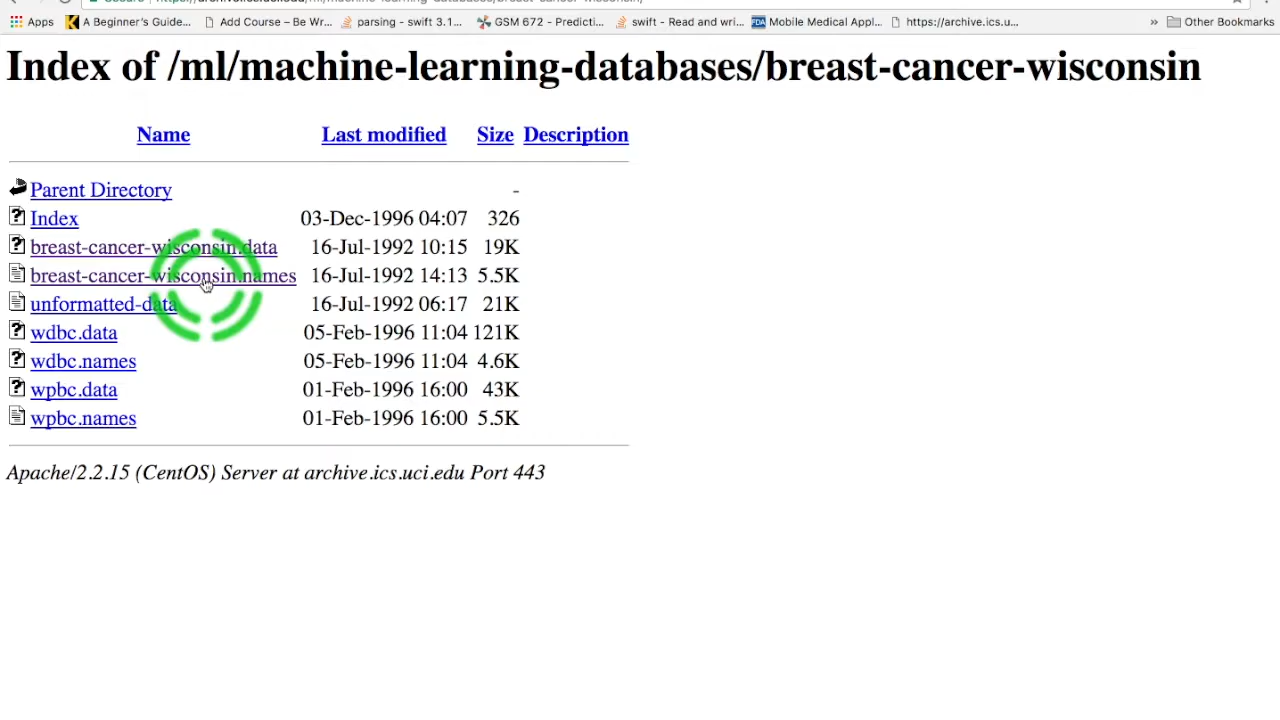 Apps A Beginner's Guide... Add Course – Be Wr... parsing - swift 3.1... GSM 672 - Predicti... swift - Read and wri... FDA Mobile Medical Appl... https://archive.ics.u... » Other Bookmarks
Index of /ml/machine-learning-databases/breast-cancer-wisconsin
Name Last modified Size Description
Parent Directory -
Index 03-Dec-1996 04:07 326
breast-cancer-wisconsin.data 16-Jul-1992 10:15 19K
breast-cancer-wisconsin.names 16-Jul-1992 14:13 5.5K
unformatted-data 16-Jul-1992 06:17 21K
wdbc.data 05-Feb-1996 11:04 121K
wdbc.names 05-Feb-1996 11:04 4.6K
wpbc.data 01-Feb-1996 16:00 43K
wpbc.names 01-Feb-1996 16:00 5.5K
Apache/2.2.15 (CentOS) Server at archive.ics.uci.edu Port 443